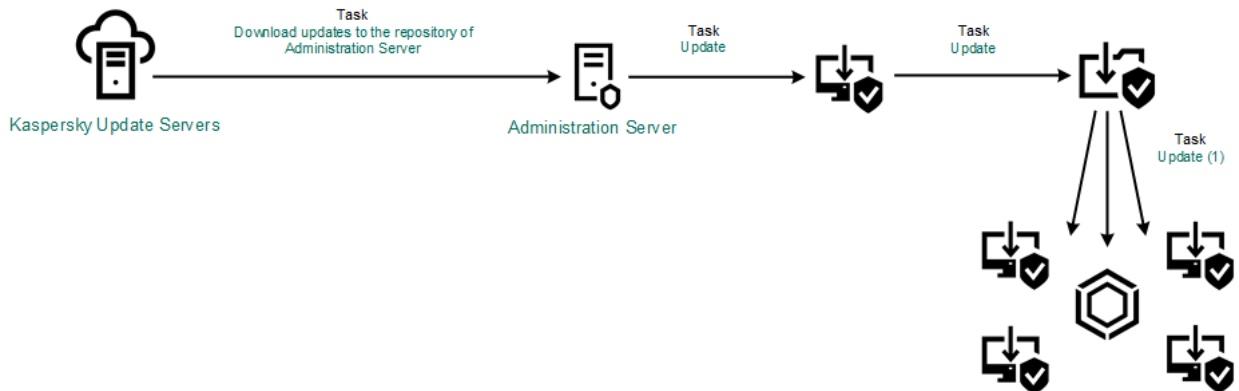 Task
Download updates to the repository of
Administration Server
Task
Update
Task
Update
Kaspersky Update Servers
Administration Server
Task
Update (1)